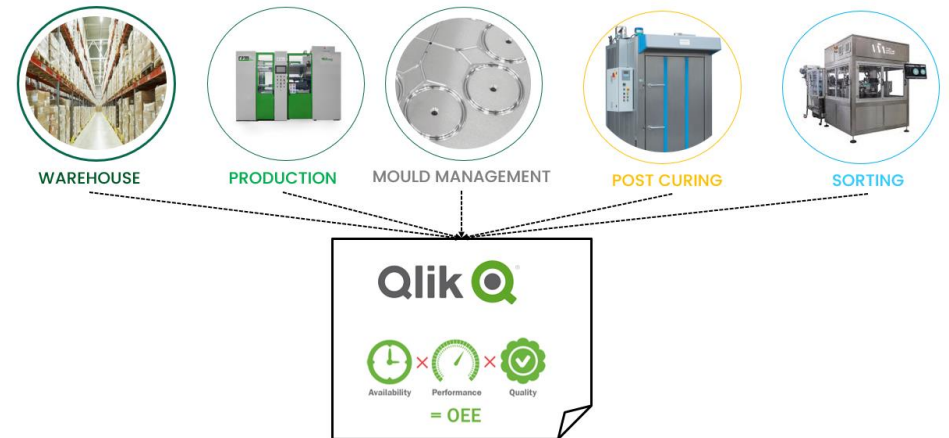 WAREHOUSE
PRODUCTION
MOULD MANAGEMENT
POST CURING
SORTING
Qlik
Availability × Performance × Quality
= OEE